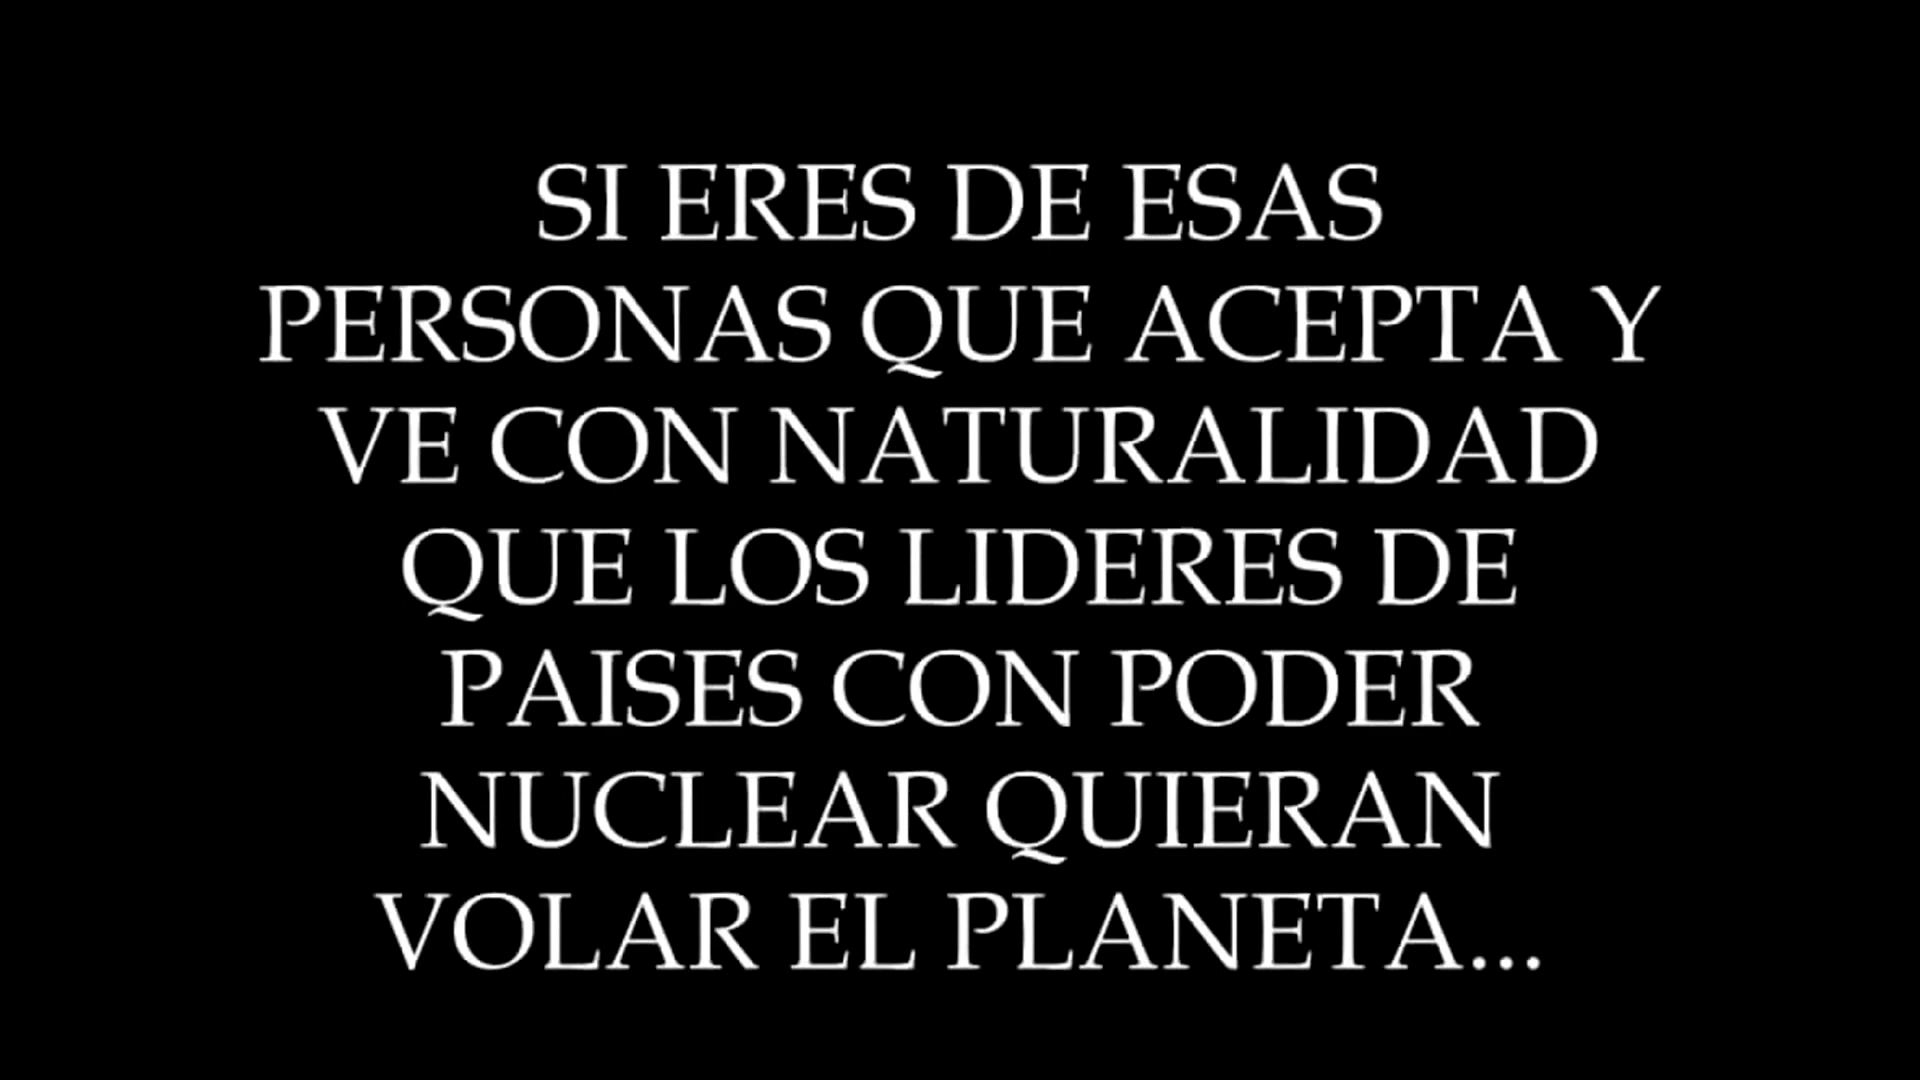 SI ERES DE ESAS
PERSONAS QUE ACEPTA Y
VE CON NATURALIDAD
QUE LOS LIDERES DE
PAISES CON PODER
NUCLEAR QUIERAN
VOLAR EL PLANETA...